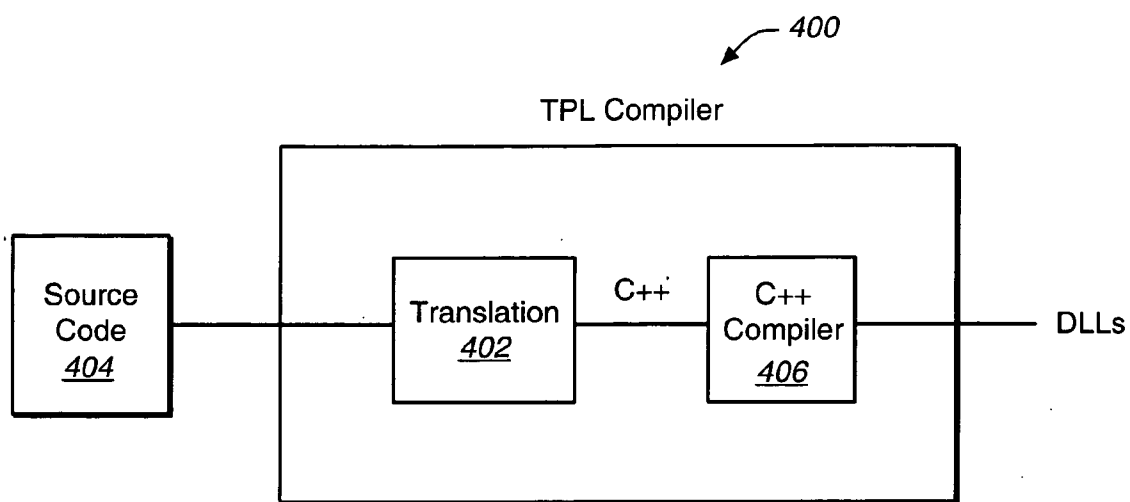 400
TPL Compiler
Source
Code
404
Translation
402
C++
C++
Compiler
406
DLLs